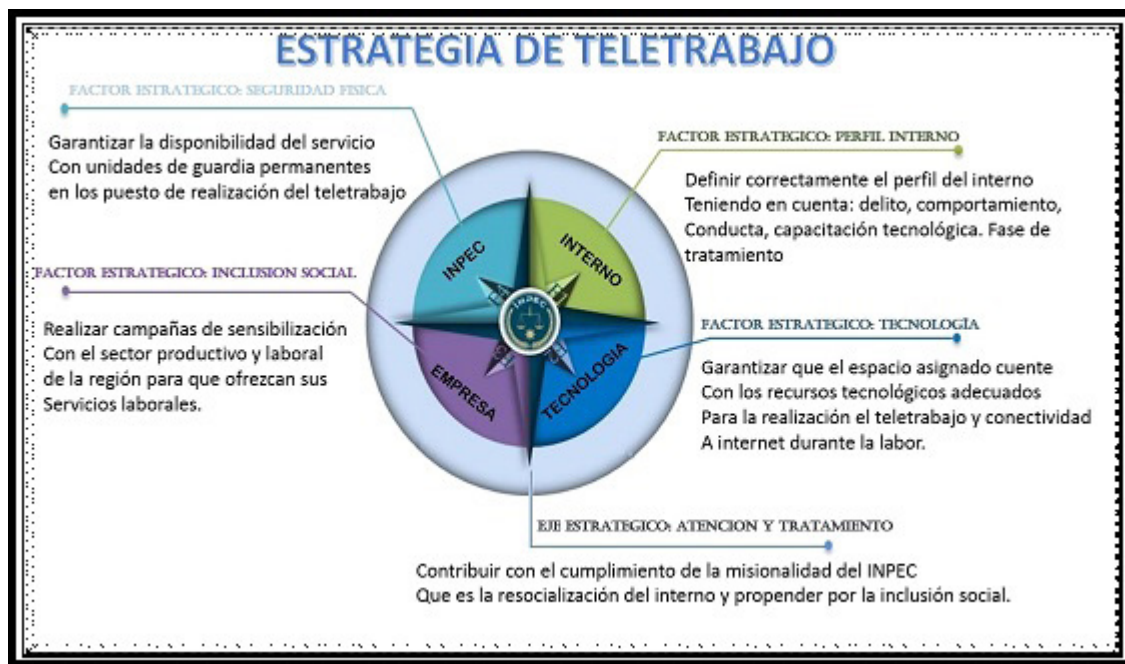 ESTRATEGIA DE TELETRABAJO
FACTOR ESTRATEGICO: SEGURIDAD FISICA
Garantizar la disponibilidad del servicio
Con unidades de guardia permanentes
en los puesto de realización del teletrabajo
FACTOR ESTRATEGICO: PERFIL INTERNO
Definir correctamente el perfil del interno
Teniendo en cuenta: delito, comportamiento,
Conducta, capacitación tecnológica. Fase de
tratamiento
FACTOR ESTRATEGICO: INCLUSION SOCIAL
Realizar campañas de sensibilización
Con el sector productivo y laboral
de la región para que ofrezcan sus
Servicios laborales.
INPEC
INTERNO
INPEC
EMPRESA
TECNOLOGIA
FACTOR ESTRATEGICO: TECNOLOGÍA
Garantizar que el espacio asignado cuente
Con los recursos tecnológicos adecuados
Para la realización el teletrabajo y conectividad
A internet durante la labor.
EJE ESTRATEGICO: ATENCION Y TRATAMIENTO
Contribuir con el cumplimiento de la misionalidad del INPEC
Que es la resocialización del interno y propender por la inclusión social.